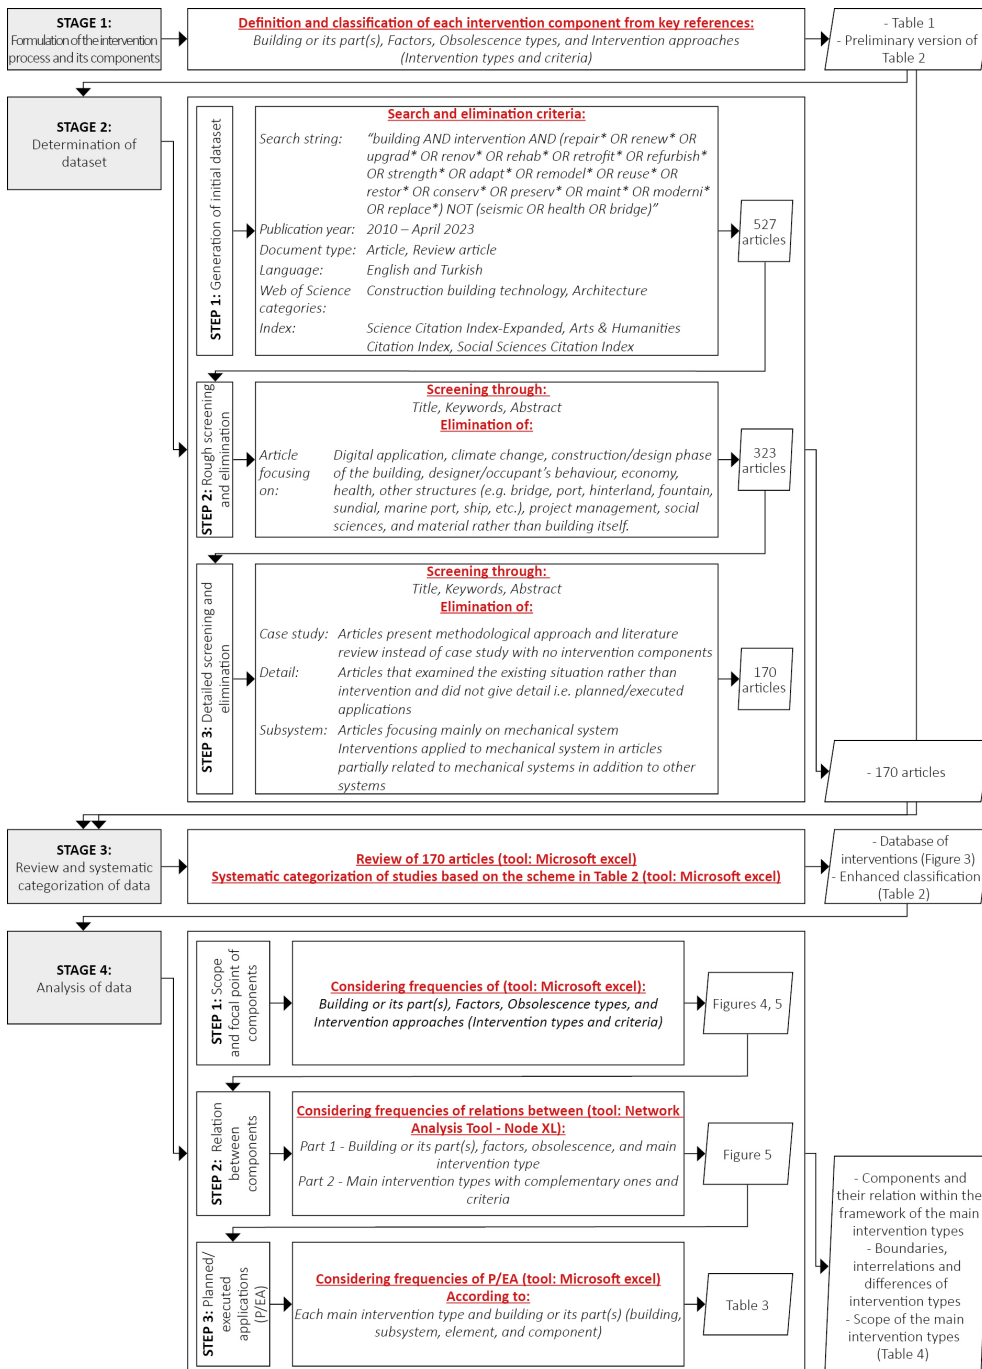 STAGE 1:
Formulation of the intervention
process and its components
Definition and classification of each intervention component from key references:
Building or its part(s), Factors, Obsolescence types, and Intervention approaches
(Intervention types and criteria)
- Table 1
- Preliminary version of
Table 2
STAGE 2:
Determination of
dataset
STEP 1: Generation of initial dataset
Search and elimination criteria:
Search string:
“building AND intervention AND (repair* OR renew* OR
upgrad* OR renov* OR rehab* OR retrofit* OR refurbish*
OR strength* OR adapt* OR remodel* OR reuse* OR
restor* OR conserv* OR preserv* OR maint* OR moderni*
OR replace*) NOT (seismic OR health OR bridge)”
Publication year: 2010 – April 2023
Document type: Article, Review article
Language: English and Turkish
Web of Science
categories:
Construction building technology, Architecture
Index: Science Citation Index-Expanded, Arts & Humanities
Citation Index, Social Sciences Citation Index
527
articles
STEP 2: Rough screening
and elimination
Screening through:
Title, Keywords, Abstract
Elimination of:
Article
focusing
on:
Digital application, climate change, construction/design phase
of the building, designer/occupant’s behaviour, economy,
health, other structures (e.g. bridge, port, hinterland, fountain,
sundial, marine port, ship, etc.), project management, social
sciences, and material rather than building itself.
323
articles
STEP 3: Detailed screening and
elimination
Screening through:
Title, Keywords, Abstract
Elimination of:
Case study: Articles present methodological approach and literature
review instead of case study with no intervention components
Detail: Articles that examined the existing situation rather than
intervention and did not give detail i.e. planned/executed
applications
Subsystem: Articles focusing mainly on mechanical system
Interventions applied to mechanical system in articles
partially related to mechanical systems in addition to other
systems
170
articles
- 170 articles
STAGE 3:
Review and systematic
categorization of data
Review of 170 articles (tool: Microsoft excel)
Systematic categorization of studies based on the scheme in Table 2 (tool: Microsoft excel)
- Database of
interventions (Figure 3)
- Enhanced classification
(Table 2)
STAGE 4:
Analysis of data
STEP 1: Scope
and focal point of
components
Considering frequencies of (tool: Microsoft excel):
Building or its part(s), Factors, Obsolescence types, and
Intervention approaches (Intervention types and criteria)
Figures 4, 5
STEP 2: Relation
between
components
Considering frequencies of relations between (tool: Network
Analysis Tool - Node XL):
Part 1 - Building or its part(s), factors, obsolescence, and main
intervention type
Part 2 - Main intervention types with complementary ones and
criteria
Figure 5
STEP 3: Planned/
executed
applications
(P/EA)
Considering frequencies of P/EA (tool: Microsoft excel)
According to:
Each main intervention type and building or its part(s) (building,
subsystem, element, and component)
Table 3
- Components and
their relation within the
framework of the main
intervention types
- Boundaries,
interrelations and
differences of
intervention types
- Scope of the main
intervention types
(Table 4)